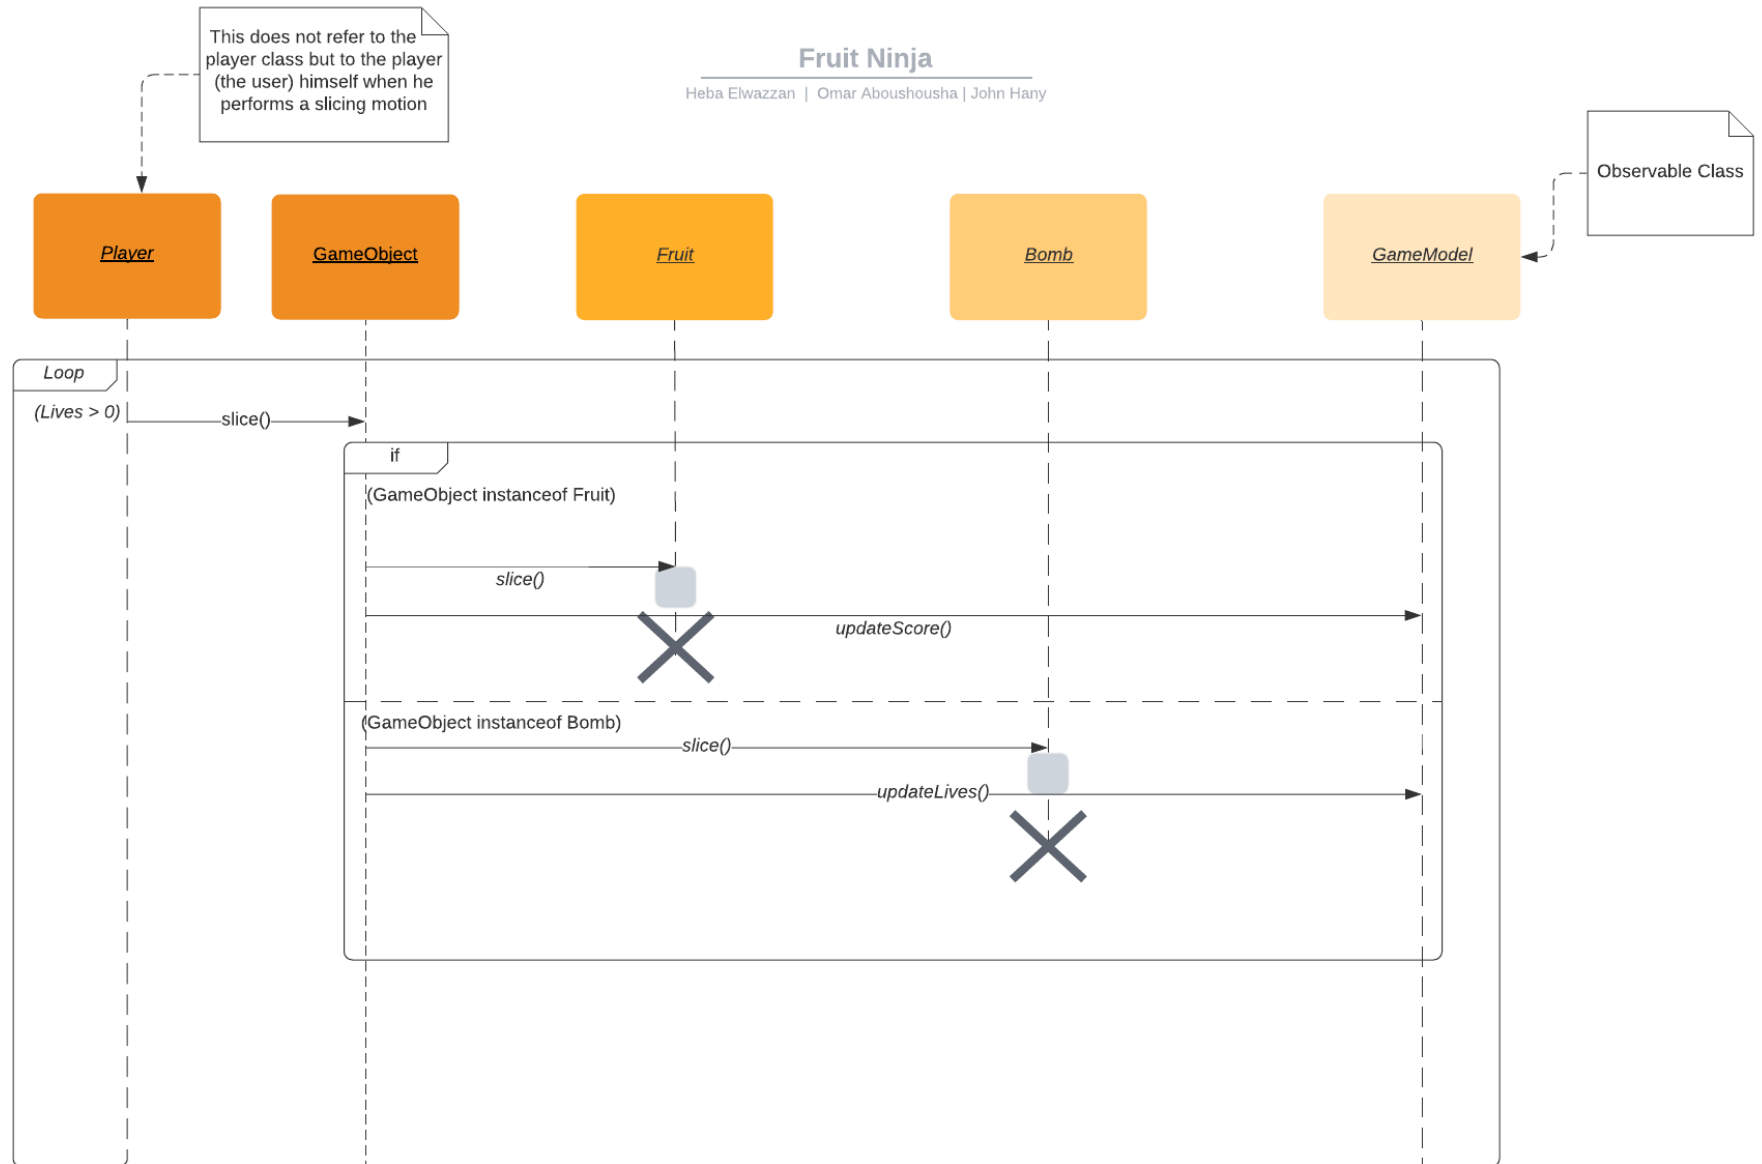 This does not refer to the
player class but to the player
(the user) himself when he
performs a slicing motion
Fruit Ninja
Heba Elwazzan | Omar Aboushousha | John Hany
Observable Class
Player
GameObject
Fruit
Bomb
GameModel
Loop
(Lives > 0)
slice()
if
(GameObject instanceof Fruit)
slice()
updateScore()
(GameObject instanceof Bomb)
slice()
updateLives()